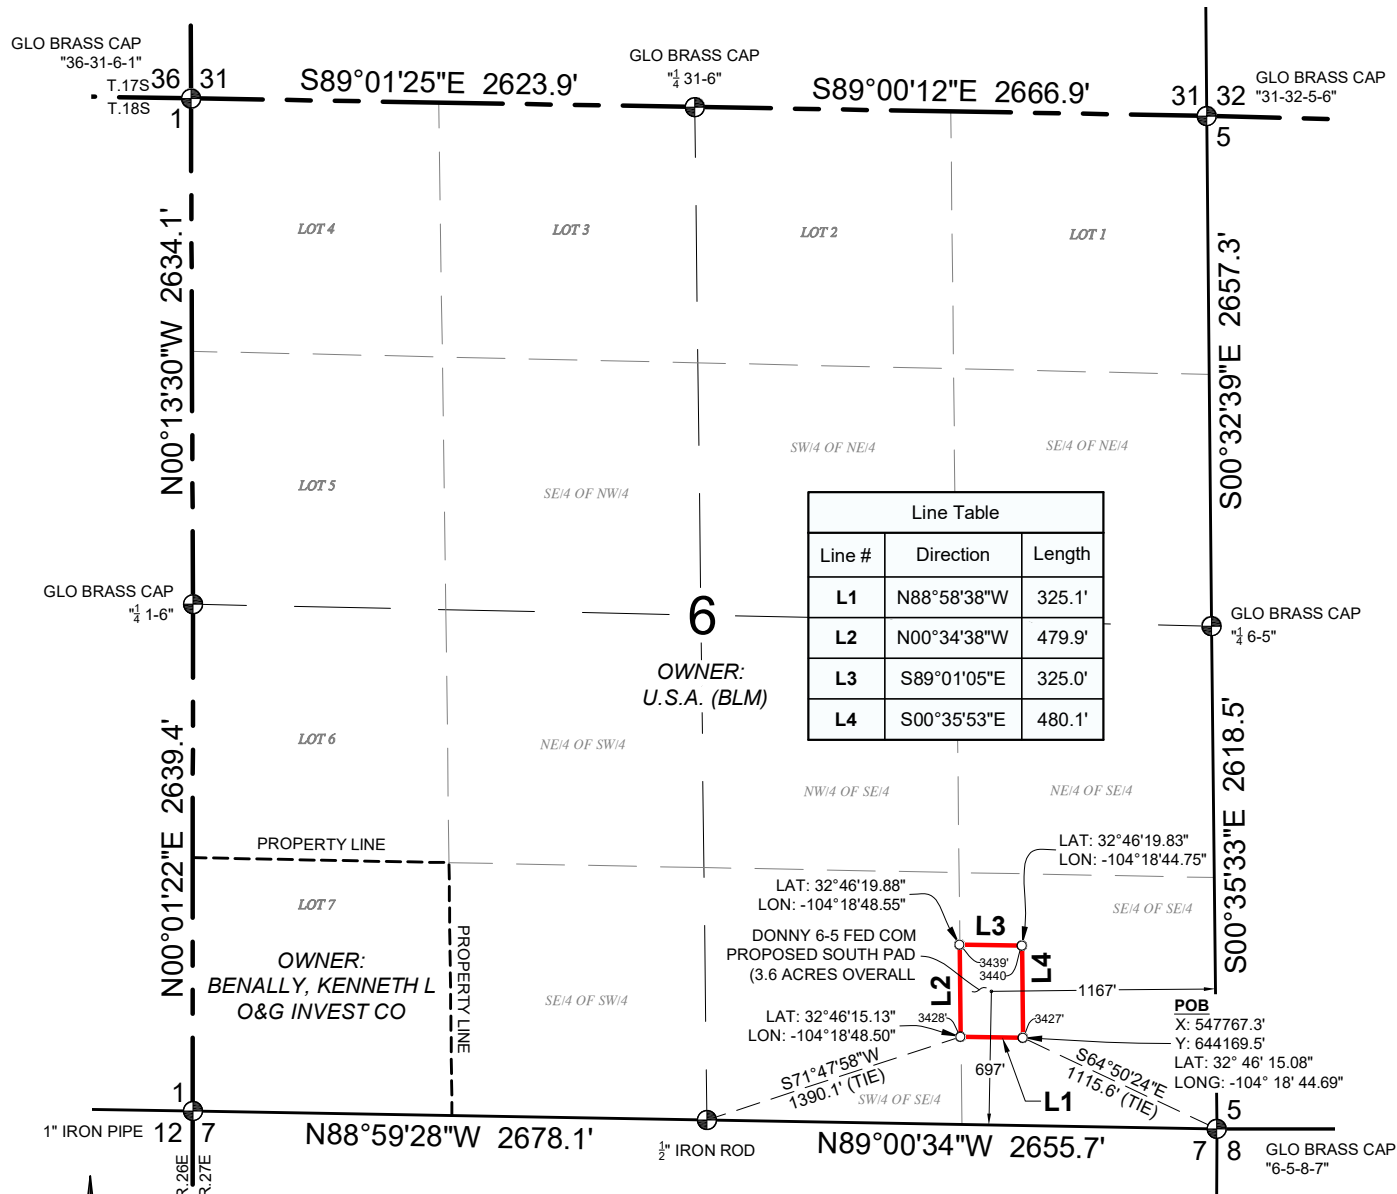 GLO BRASS CAP
"36-31-6-1"
T.17S
T.18S
36
31
1
S89°01'25"E 2623.9'
GLO BRASS CAP
"1/4 31-6"
S89°00'12"E 2666.9'
31
32
5
GLO BRASS CAP
"31-32-5-6"
N00°13'30"W 2634.1'
LOT 4
LOT 3
LOT 2
LOT 1
S00°32'39"E 2657.3'
SW/4 OF NE/4
SE/4 OF NE/4
LOT 5
SE/4 OF NW/4
Line Table
Line # Direction Length
L1 N88°58'38"W 325.1'
L2 N00°34'38"W 479.9'
L3 S89°01'05"E 325.0'
L4 S00°35'53"E 480.1'
GLO BRASS CAP
"1/4 1-6"
6
OWNER:
U.S.A. (BLM)
GLO BRASS CAP
"1/4 6-5"
N00°01'22"E 2639.4'
LOT 6
NE/4 OF SW/4
NW/4 OF SE/4
NE/4 OF SE/4
S00°35'33"E 2618.5'
PROPERTY LINE
LOT 7
OWNER:
BENALLY, KENNETH L
O&G INVEST CO
PROPERTY LINE
SE/4 OF SW/4
LAT: 32°46'19.83"
LON: -104°18'44.75"
LAT: 32°46'19.88"
LON: -104°18'48.55"
SE/4 OF SE/4
DONNY 6-5 FED COM
PROPOSED SOUTH PAD
(3.6 ACRES OVERALL
L3
3439'
3440
L2
L4
1167'
LAT: 32°46'15.13"
LON: -104°18'48.50"
3428'
3427'
POB
X: 547767.3'
Y: 644169.5'
LAT: 32° 46' 15.08"
LONG: -104° 18' 44.69"
S71°47'58"W
1390.1' (TIE)
697'
S64°50'24"E
1115.6' (TIE)
SW/4 OF SE/4
L1
1
1" IRON PIPE
12
7
R.26E
R.27E
N88°59'28"W 2678.1'
1/2" IRON ROD
N89°00'34"W 2655.7'
5
7
8
GLO BRASS CAP
"6-5-8-7"